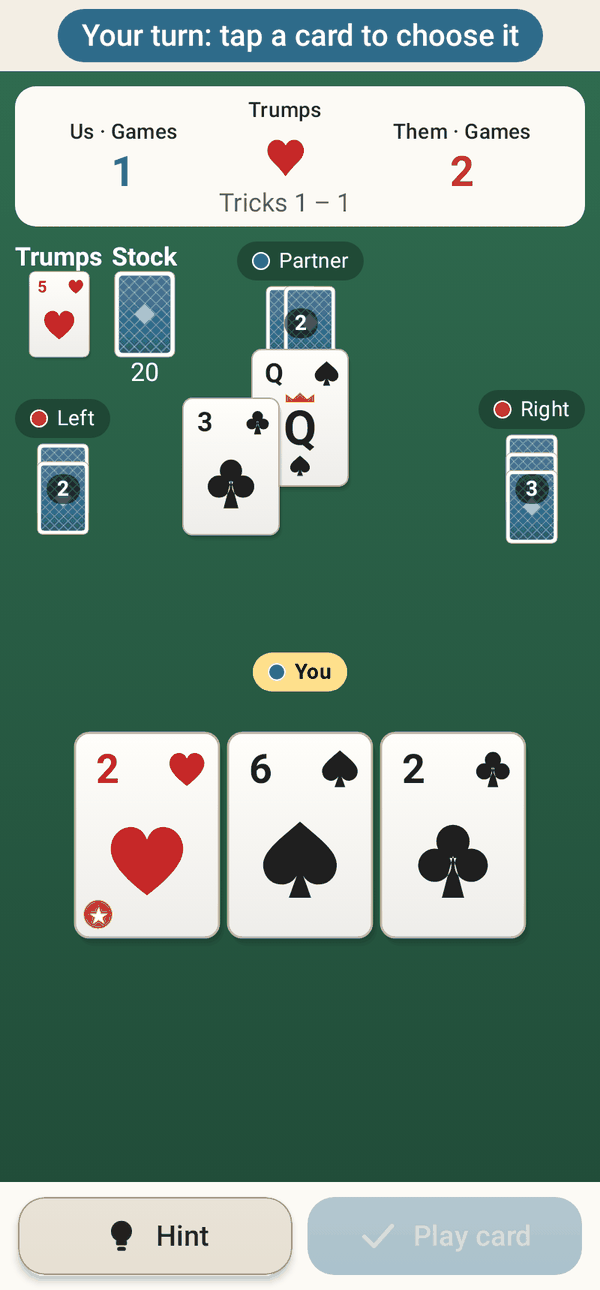 Your turn: tap a card to choose it
Us · Games
1
Trumps
Tricks 1 – 1
Them · Games
2
Trumps
5
Stock
20
Partner
2
Q
Q
Left
2
3
Right
3
You
2
6
2
Hint
Play card